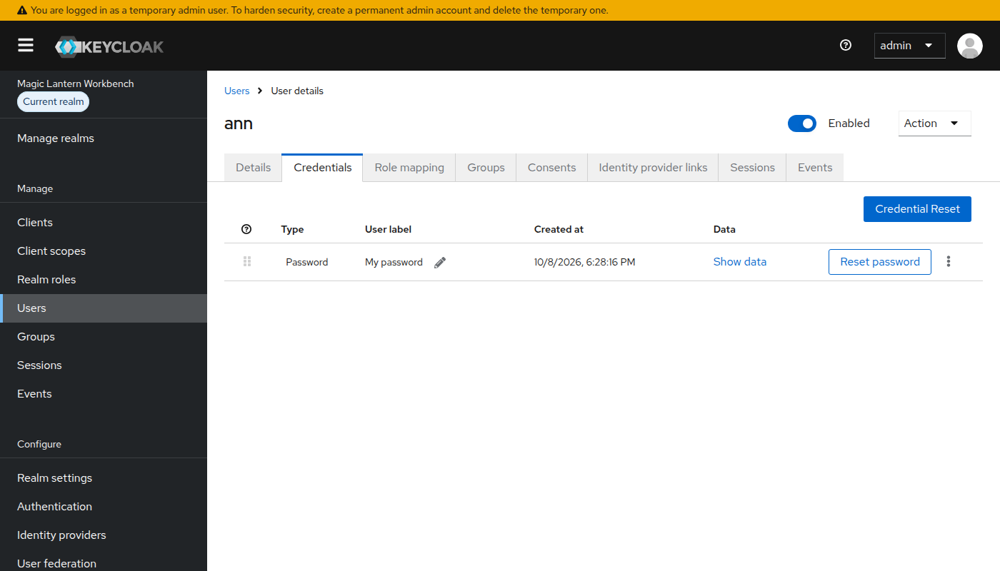 You are logged in as a temporary admin user. To harden security, create a permanent admin account and delete the temporary one.
KEYCLOAK
admin
Magic Lantern Workbench
Current realm
Manage realms
Manage
Clients
Client scopes
Realm roles
Users
Groups
Sessions
Events
Configure
Realm settings
Authentication
Identity providers
User federation
Users User details
ann
Enabled
Action
Details Credentials Role mapping Groups Consents Identity provider links Sessions Events
Credential Reset
Type User label Created at Data
Password My password 10/8/2026, 6:28:16 PM Show data Reset password